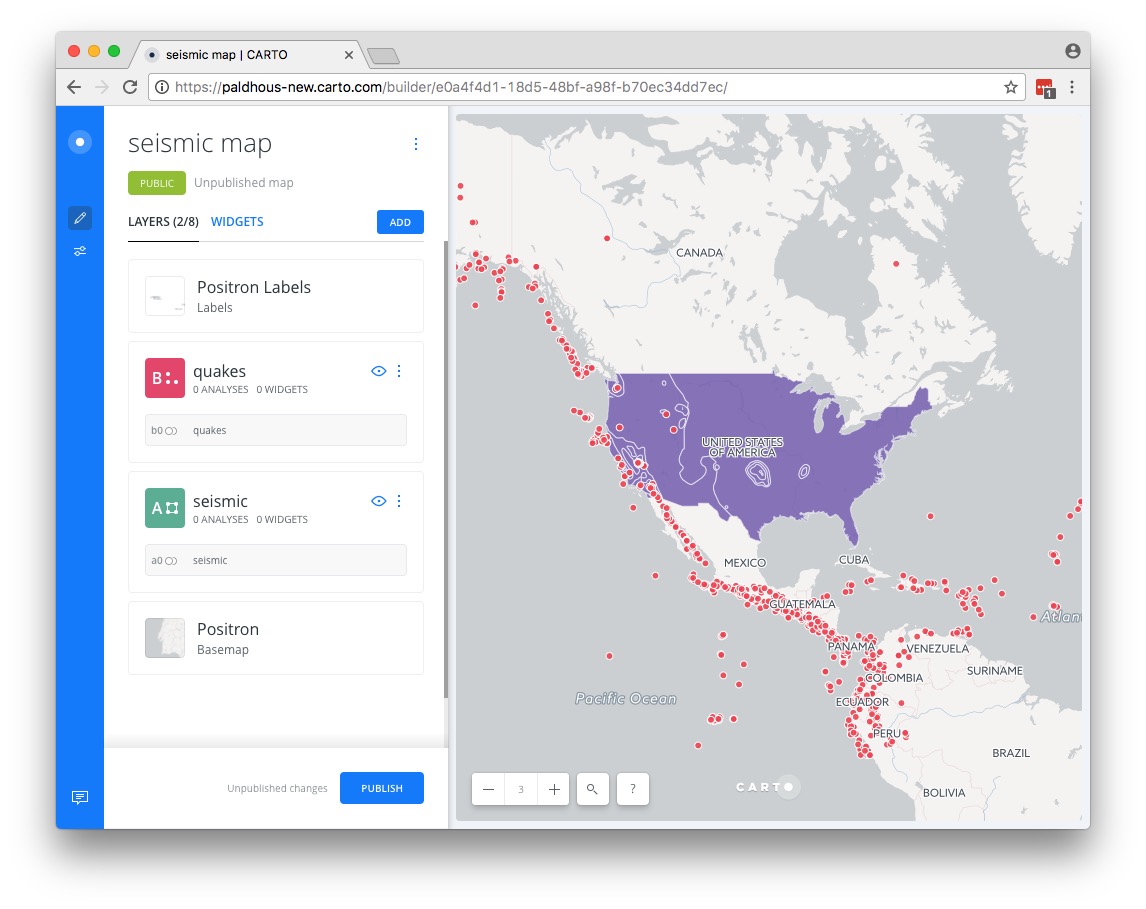 seismic map | CARTO
https://paldhous-new.carto.com/builder/e0a4f4d1-18d5-48bf-a98f-b70ec34dd7ec/
1
seismic map
PUBLIC Unpublished map
LAYERS (2/8) WIDGETS ADD
Positron Labels
Labels
B
quakes
0 ANALYSES 0 WIDGETS
b0 quakes
A
seismic
0 ANALYSES 0 WIDGETS
a0 seismic
Positron
Basemap
Unpublished changes PUBLISH
CANADA
UNITED STATES
OF AMERICA
MEXICO
CUBA
GUATEMALA
Atlan
PANAMA
VENEZUELA
SURINAME
COLOMBIA
Pacific Ocean
ECUADOR
PERU
BRAZIL
BOLIVIA
3
?
CARTO